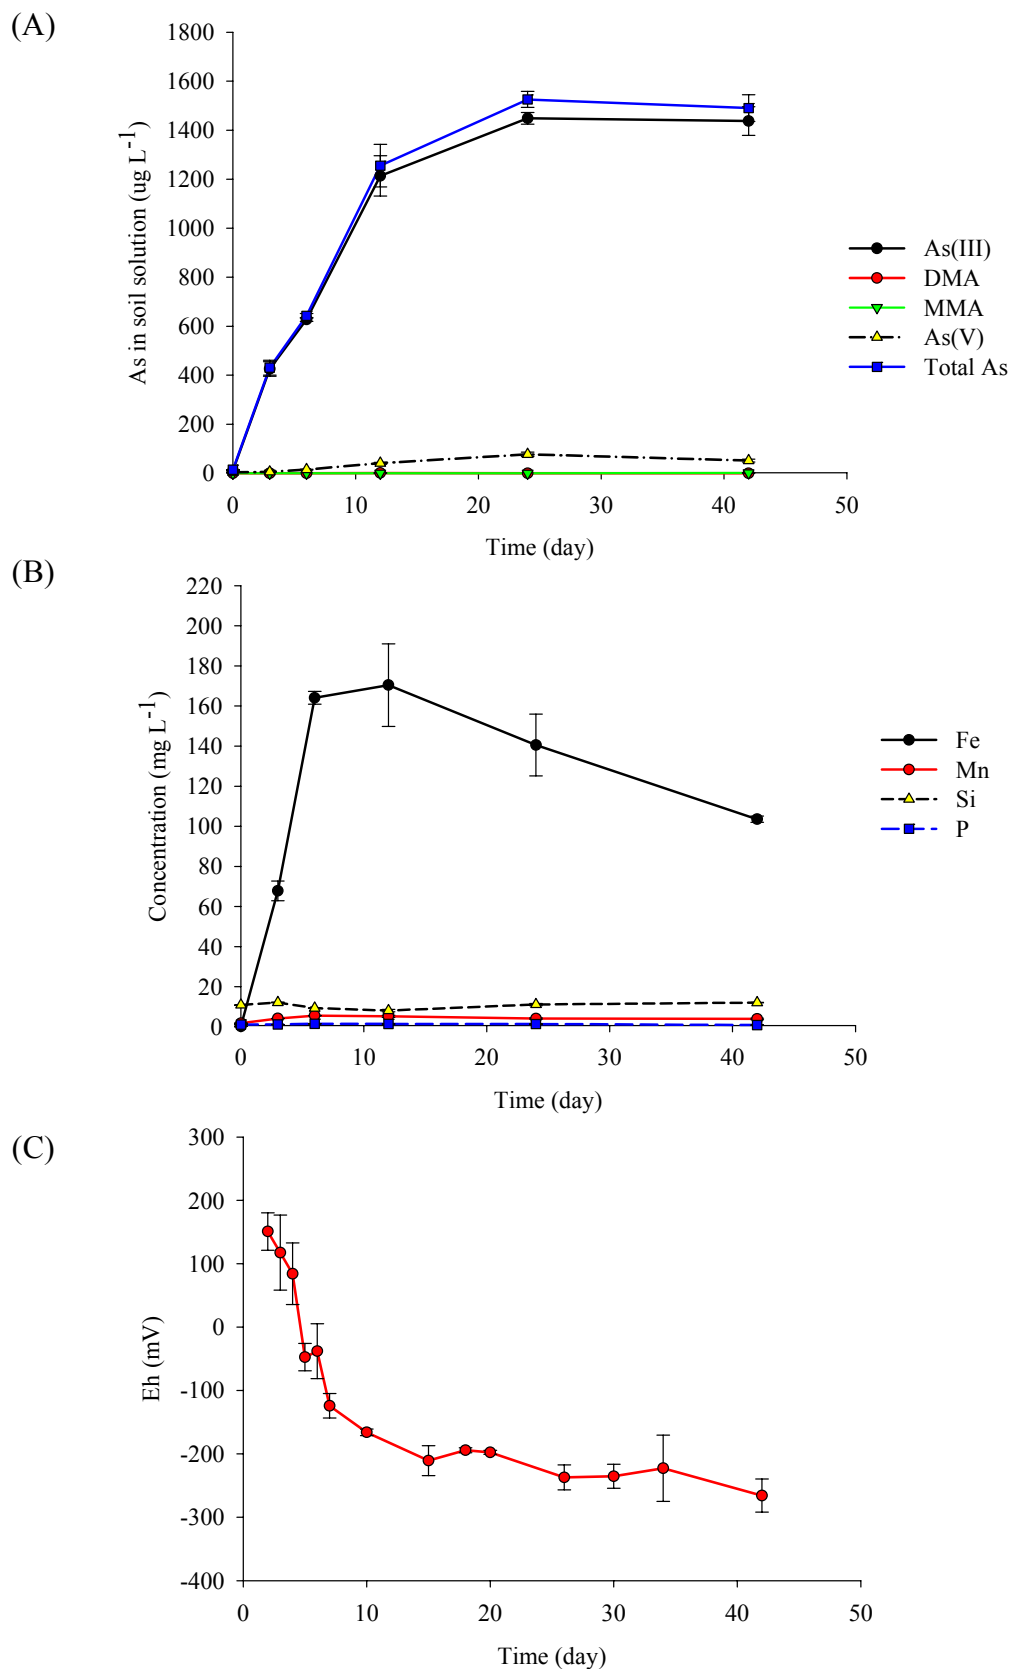 (A)
1800
1600
1400
1200
1000
800
600
400
200
0
As in soil solution (ug L-1)
0 10 20 30 40 50
Time (day)
As(III)
DMA
MMA
As(V)
Total As
(B)
220
200
180
160
140
120
100
80
60
40
20
0
Concentration (mg L-1)
0 10 20 30 40 50
Time (day)
Fe
Mn
Si
P
(C)
300
200
100
0
-100
-200
-300
-400
Eh (mV)
0 10 20 30 40 50
Time (day)